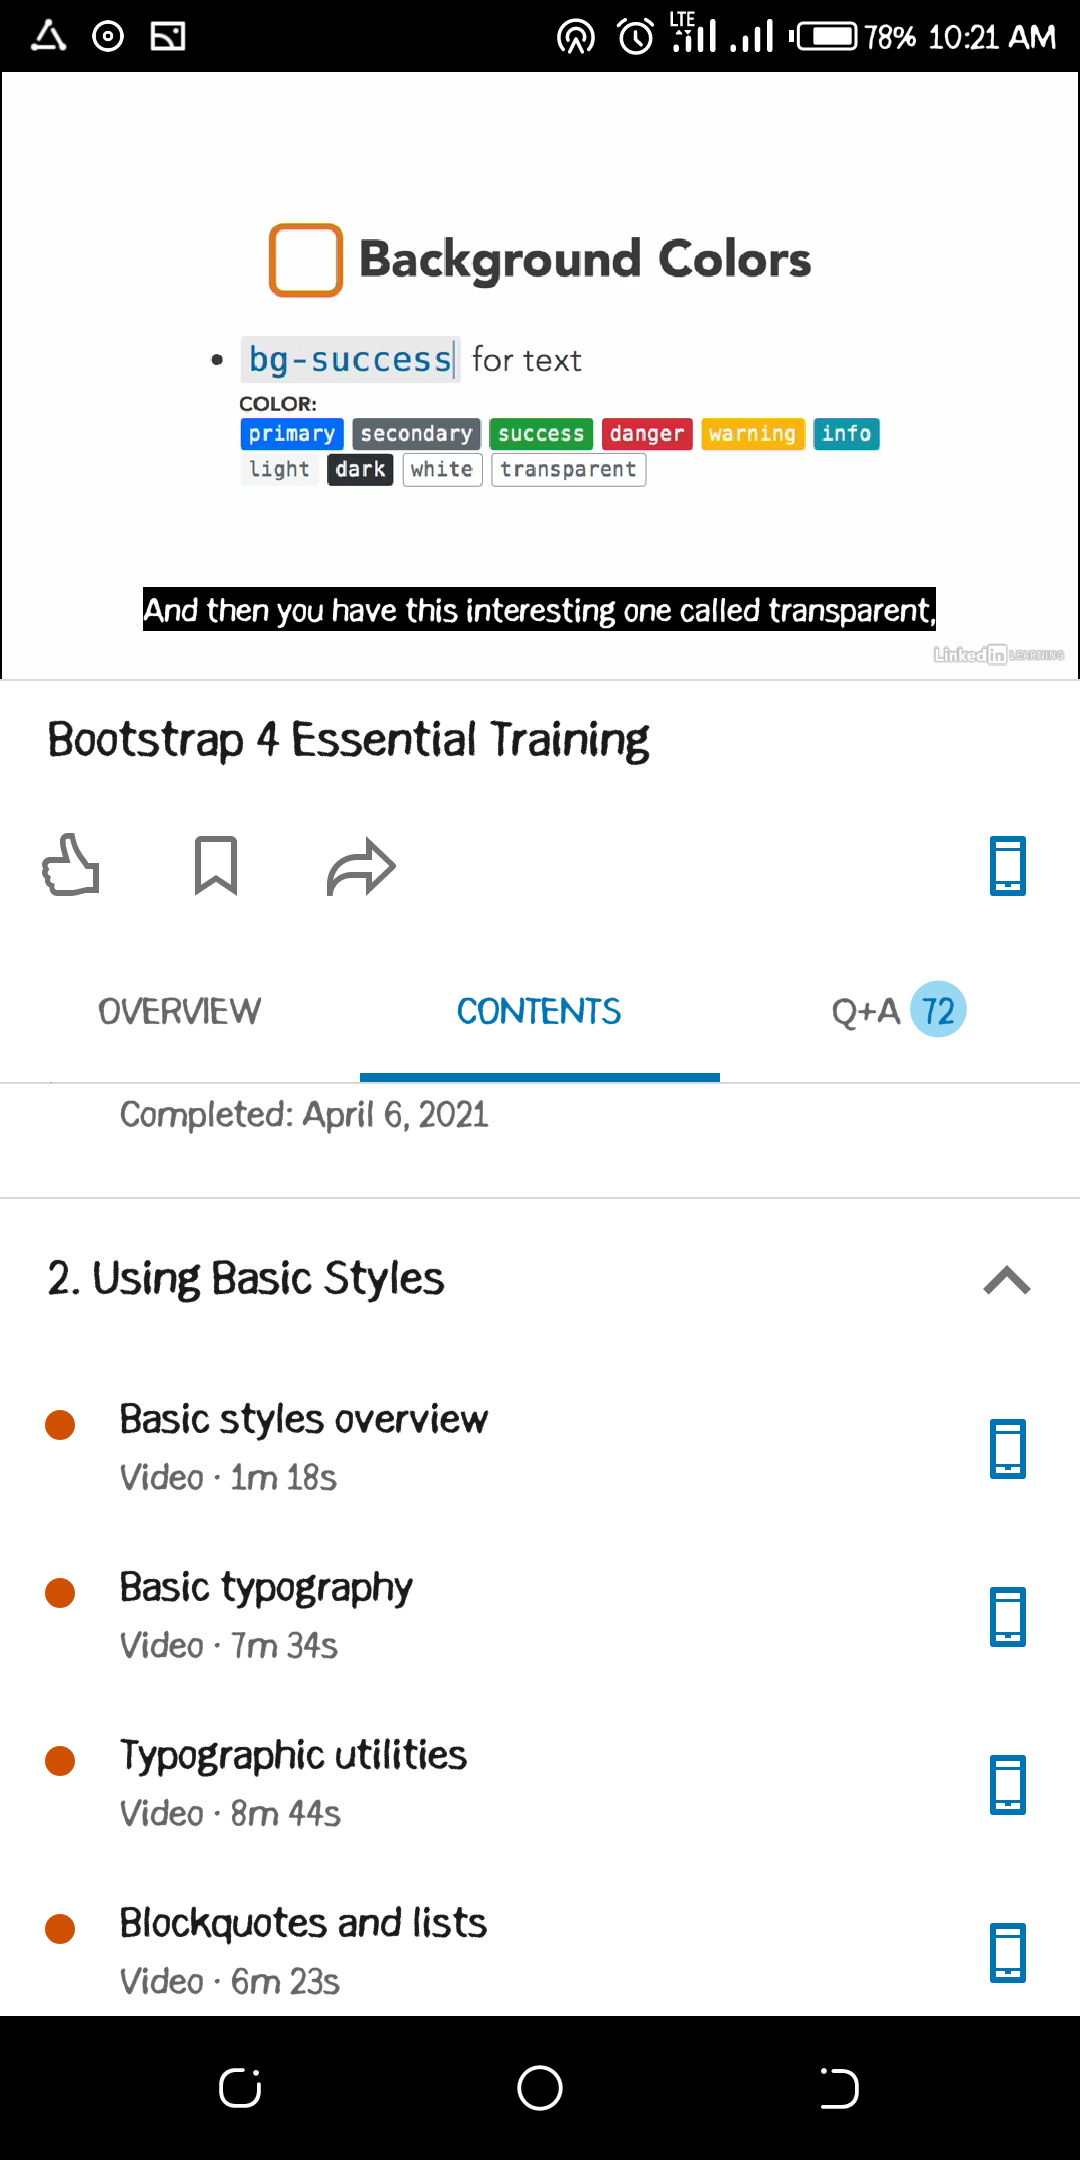 LTE 78% 10:21 AM
Background Colors
• bg-success for text
COLOR:
primary secondary success danger warning info
light dark white transparent
And then you have this interesting one called transparent,
Linked in LEARNING
Bootstrap 4 Essential Training
OVERVIEW CONTENTS Q+A 72
Completed: April 6, 2021
2. Using Basic Styles
Basic styles overview
Video · 1m 18s
Basic typography
Video · 7m 34s
Typographic utilities
Video · 8m 44s
Blockquotes and lists
Video · 6m 23s